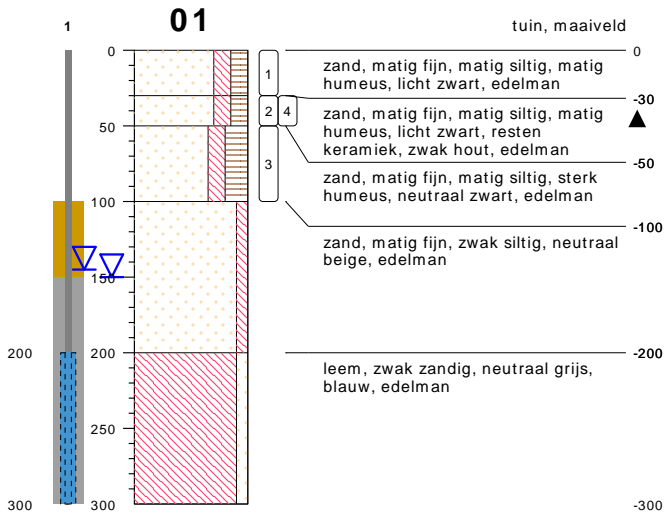 1
01
tuin, maaiveld
0
0
zand, matig fijn, matig siltig, matig
humeus, licht zwart, edelman
1
-30
2
4
zand, matig fijn, matig siltig, matig
humeus, licht zwart, resten
keramiek, zwak hout, edelman
50
-50
3
zand, matig fijn, matig siltig, sterk
humeus, neutraal zwart, edelman
100
-100
zand, matig fijn, zwak siltig, neutraal
beige, edelman
150
200
200
-200
leem, zwak zandig, neutraal grijs,
blauw, edelman
250
300
300
-300